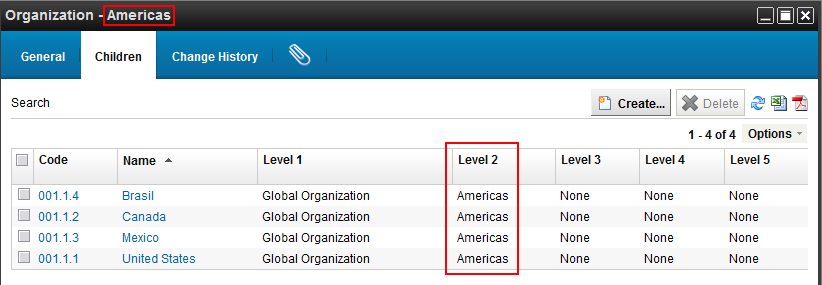 Organization - Americas
General Children Change History
Search Create... Delete
1 - 4 of 4 Options
Code Name Level 1 Level 2 Level 3 Level 4 Level 5
001.1.4 Brasil Global Organization Americas None None None
001.1.2 Canada Global Organization Americas None None None
001.1.3 Mexico Global Organization Americas None None None
001.1.1 United States Global Organization Americas None None None